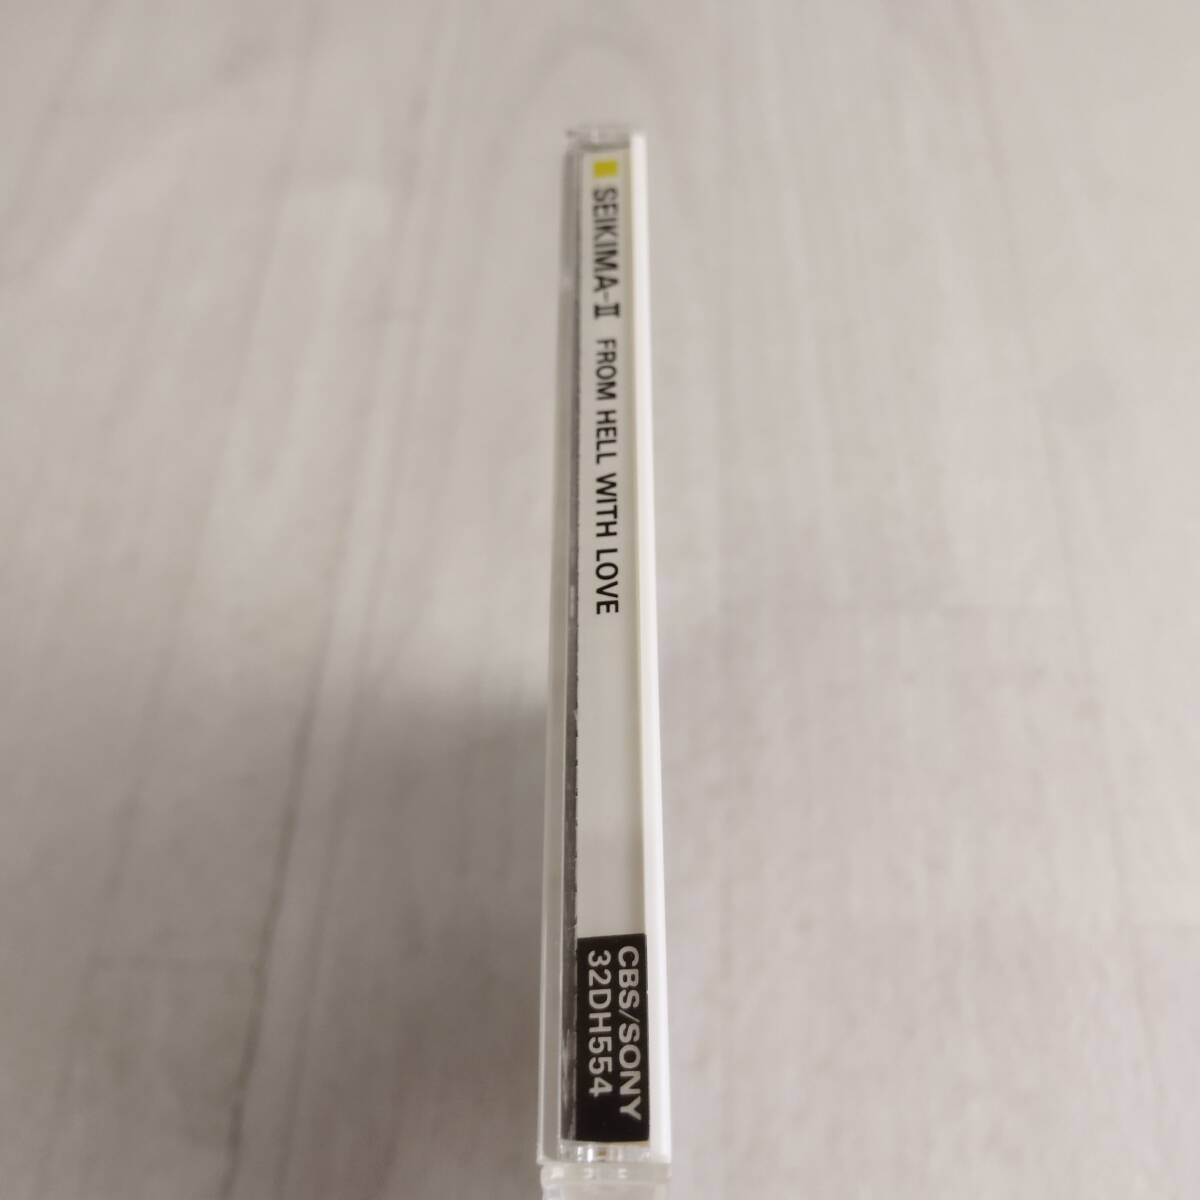 SEIKIMA-II FROM HELL WITH LOVE
CBS/SONY
32DH554